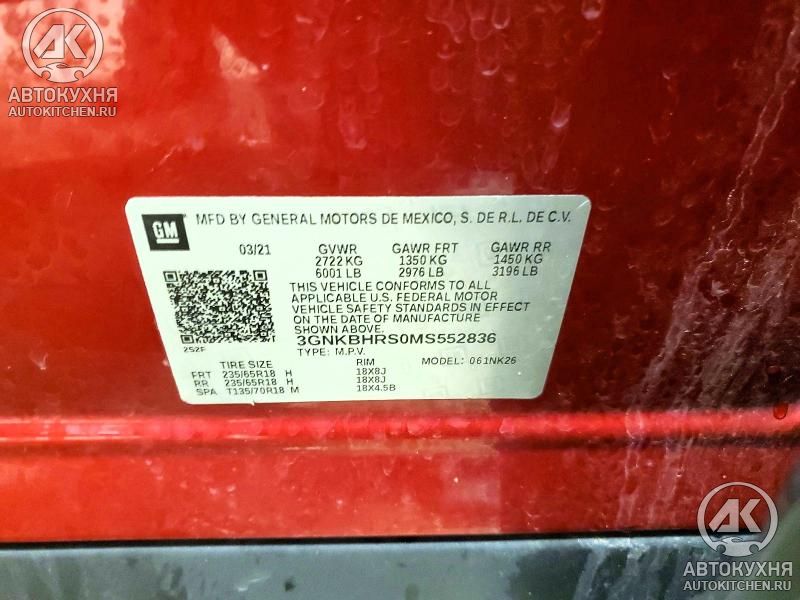 AK
АВТОКУХНЯ
AUTOKITCHEN.RU
GM
MFD BY GENERAL MOTORS DE MEXICO, S. DE R.L. DE C.V.
03/21 GVWR GAWR FRT GAWR RR
2722 KG 1350 KG 1450 KG
6001 LB 2976 LB 3196 LB
THIS VEHICLE CONFORMS TO ALL
APPLICABLE U.S. FEDERAL MOTOR
VEHICLE SAFETY STANDARDS IN EFFECT
ON THE DATE OF MANUFACTURE
SHOWN ABOVE.
3GNKBHRS0MS552836
2S2F TYPE: M.P.V. MODEL: 061NK26
TIRE SIZE RIM
FRT 235/65R18 H 18X8J
RR 235/65R18 H 18X8J
SPA T135/70R18 M 18X4.5B
AK
АВТОКУХНЯ
AUTOKITCHEN.RU